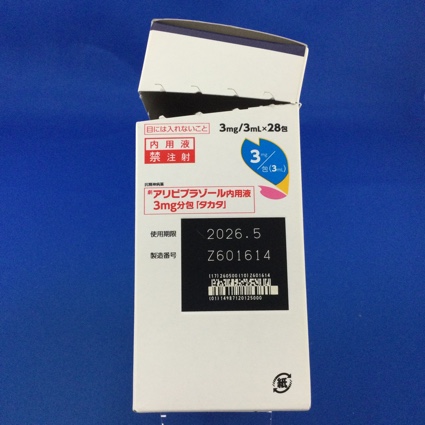 目には入れないこと
3mg/3mL×28包
内用液
禁注射
3mg/包(3mL)
抗精神病薬
劇 アリピプラゾール内用液
3mg分包「タカタ」
使用期限 2026.5
製造番号 Z601614
(17)260500(10)Z601614
(01)14987120125000
紙